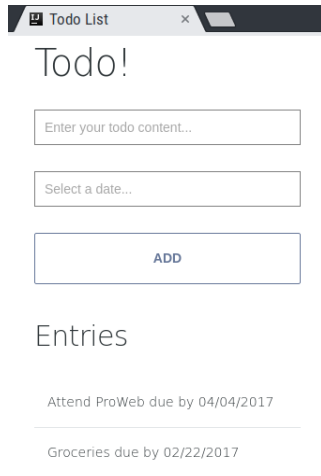 Todo List
Todo!
Enter your todo content...
Select a date...
ADD
Entries
Attend ProWeb due by 04/04/2017
Groceries due by 02/22/2017